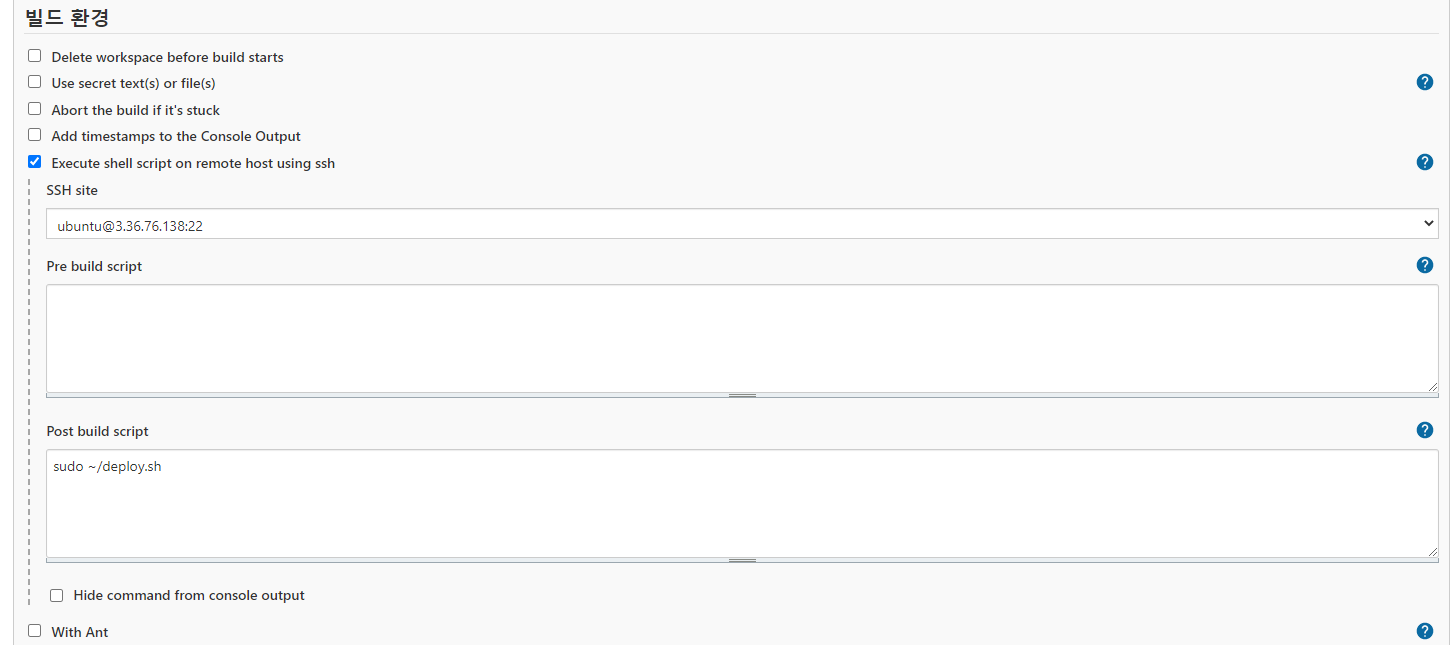 빌드 환경
Delete workspace before build starts
Use secret text(s) or file(s)
Abort the build if it's stuck
Add timestamps to the Console Output
Execute shell script on remote host using ssh
SSH site
ubuntu@3.36.76.138:22
Pre build script
Post build script
sudo ~/deploy.sh
Hide command from console output
With Ant